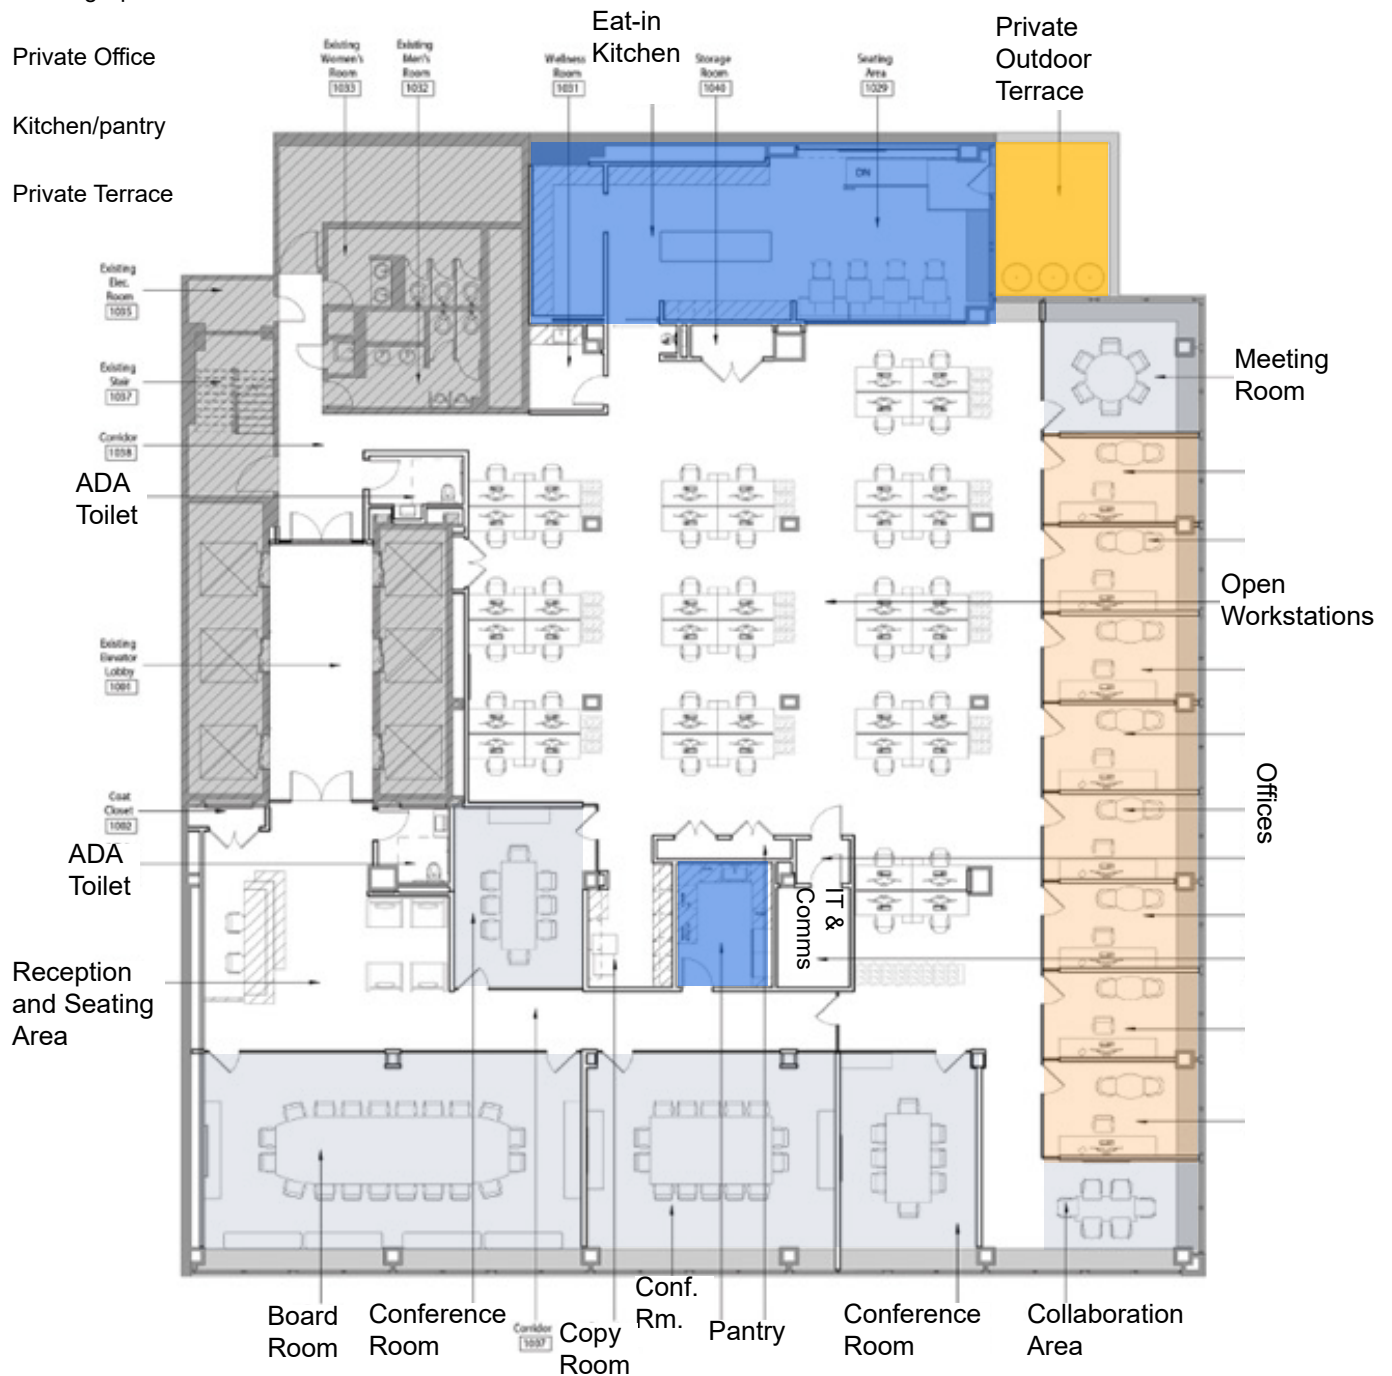 Eat-in
Kitchen
Private
Outdoor
Terrace
Private Office
Kitchen/pantry
Private Terrace
Existing
Women's
Room
1033
Existing
Men's
Room
1032
Wellness
Room
1031
Storage
Room
1040
Seating
Area
1029
DN
Existing
Elec.
Room
1035
Existing
Stair
1037
Corridor
1038
ADA
Toilet
Meeting
Room
Open
Workstations
Existing
Elevator
Lobby
1001
Offices
Coat
Closet
1002
ADA
Toilet
IT &
Comms
Reception
and Seating
Area
Board
Room
Conference
Room
Corridor
1007
Copy
Room
Conf.
Rm.
Pantry
Conference
Room
Collaboration
Area